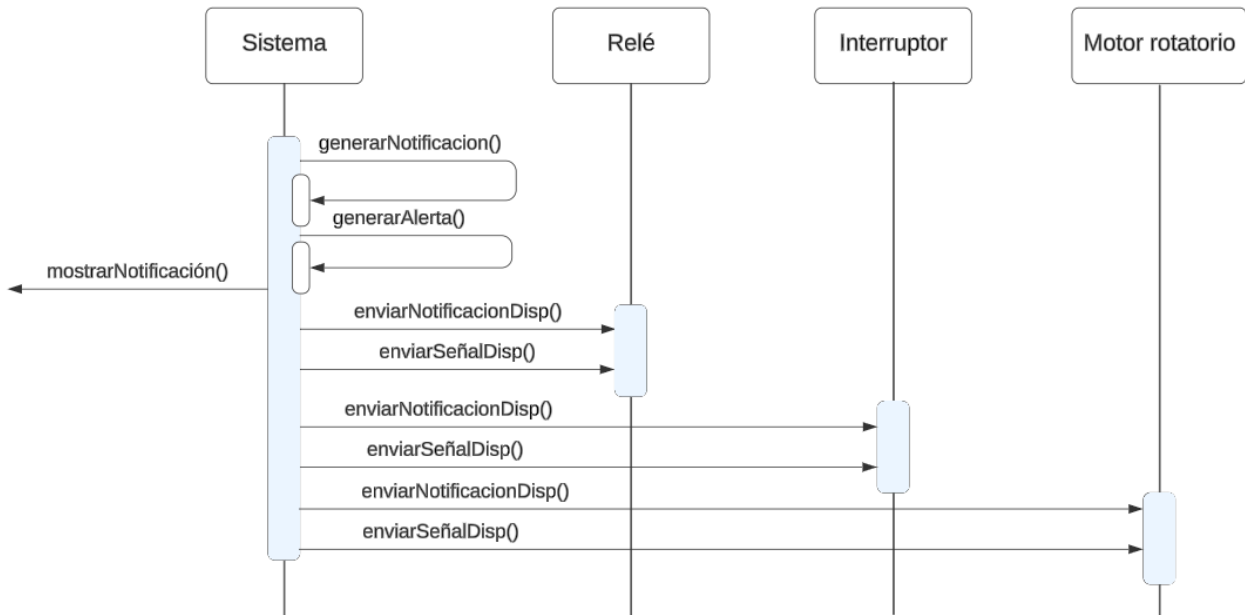 Sistema
Relé
Interruptor
Motor rotatorio
generarNotificacion()
generarAlerta()
mostrarNotificación()
enviarNotificacionDisp()
enviarSeñalDisp()
enviarNotificacionDisp()
enviarSeñalDisp()
enviarNotificacionDisp()
enviarSeñalDisp()